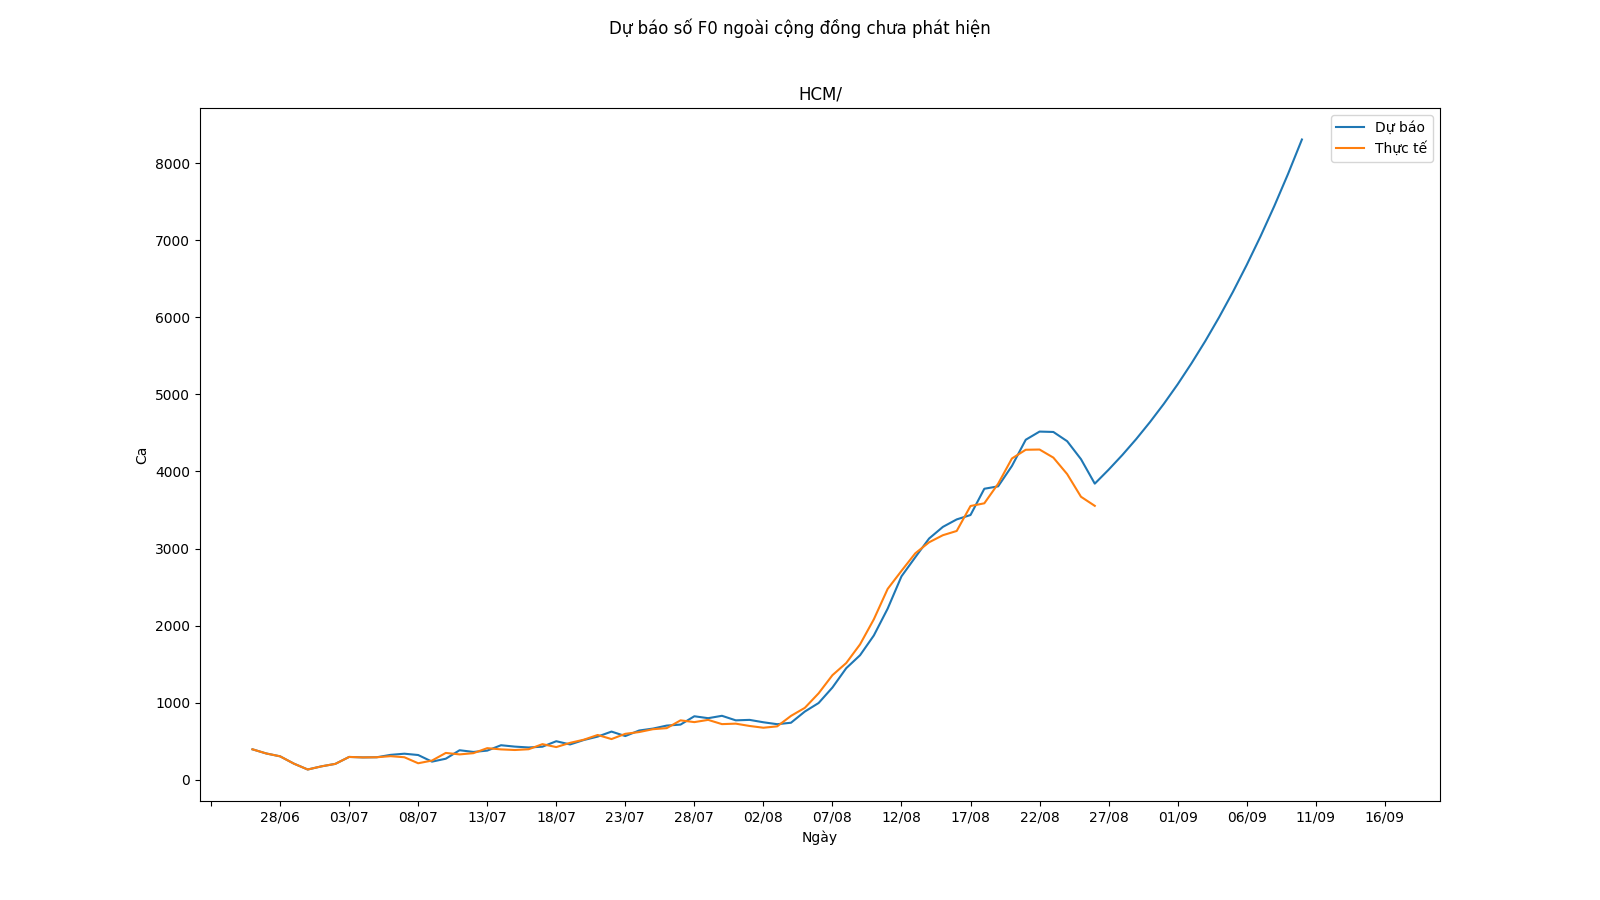 Dự báo số F0 ngoài cộng đồng chưa phát hiện
HCM/
Dự báo
Thực tế
8000
7000
6000
5000
4000
3000
2000
1000
0
Ca
28/06 03/07 08/07 13/07 18/07 23/07 28/07 02/08 07/08 12/08 17/08 22/08 27/08 01/09 06/09 11/09 16/09
Ngày